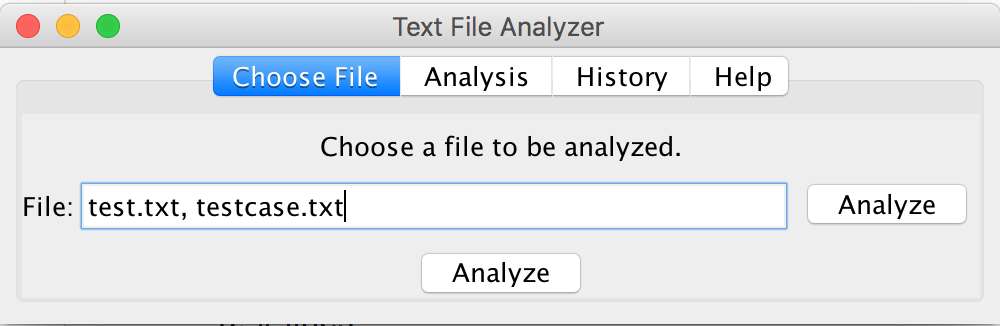 Text File Analyzer
Choose File Analysis History Help
Choose a file to be analyzed.
File: test.txt, testcase.txt Analyze
Analyze